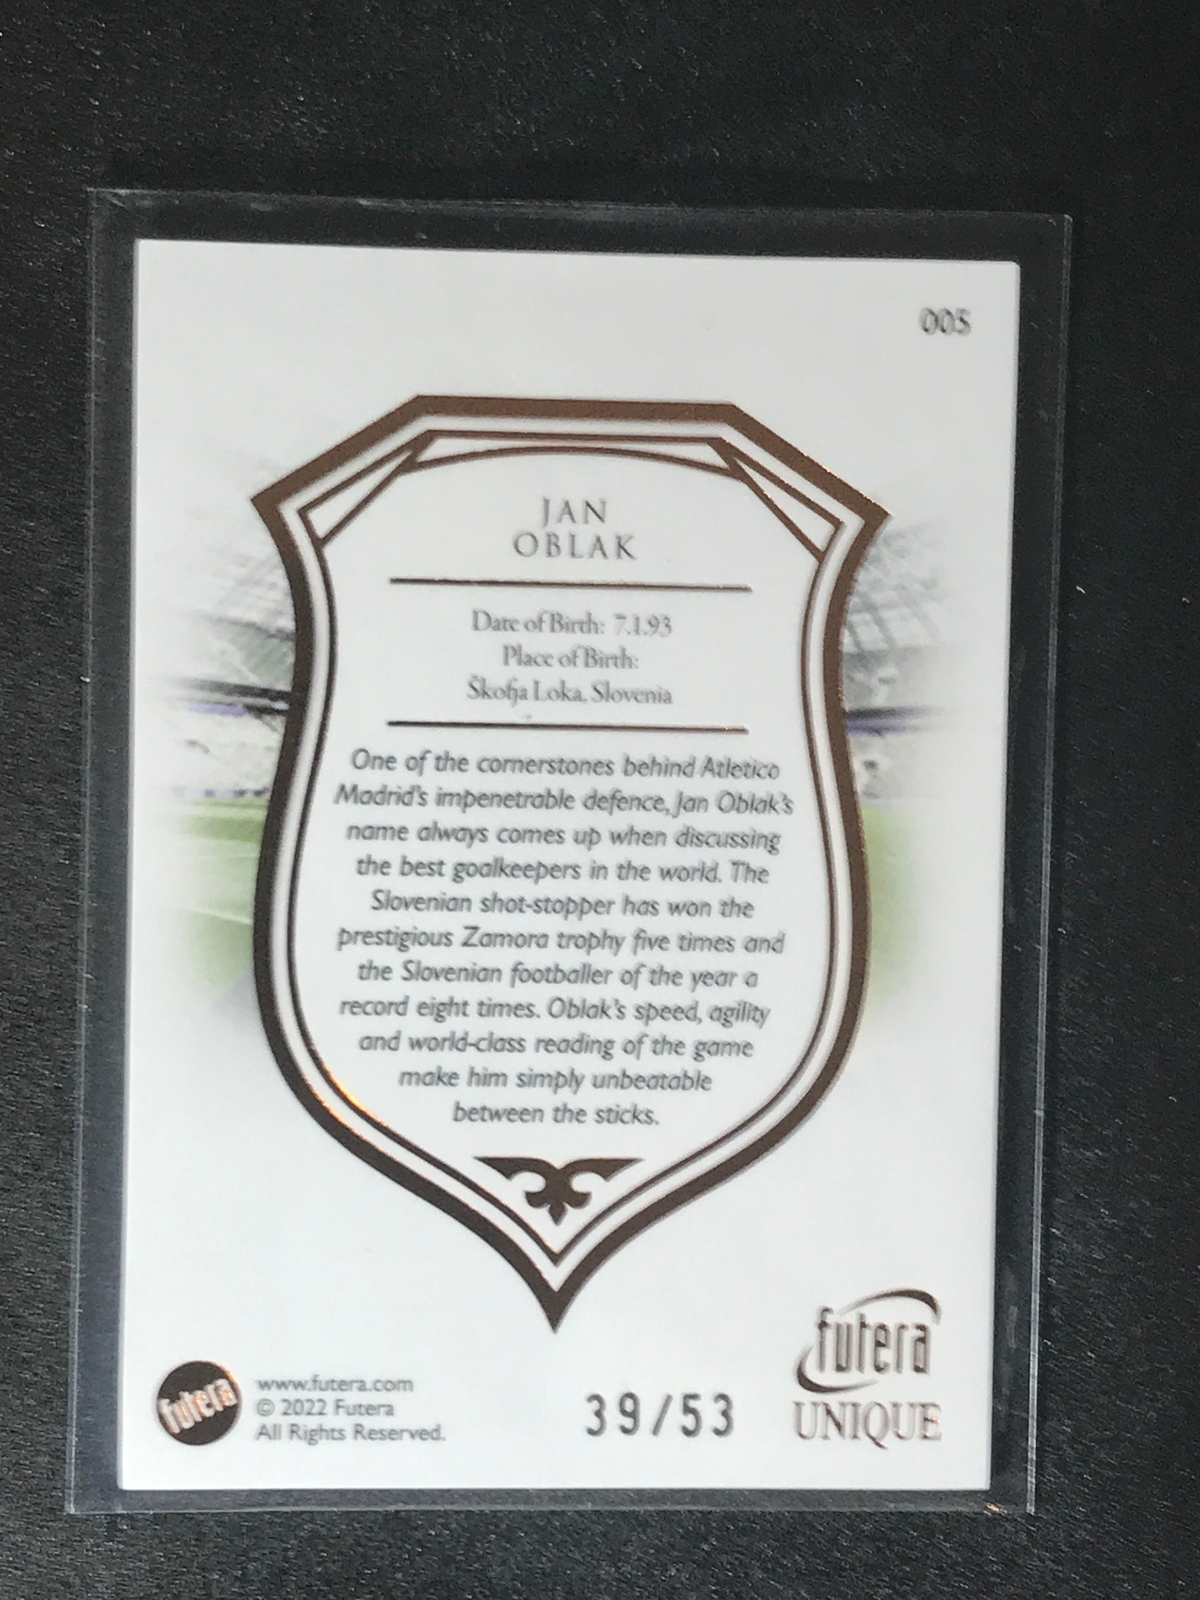 005
JAN
OBLAK
Date of Birth: 7.1.93
Place of Birth:
Škofja Loka, Slovenia
One of the cornerstones behind Atletico
Madrid's impenetrable defence, Jan Oblak's
name always comes up when discussing
the best goalkeepers in the world. The
Slovenian shot-stopper has won the
prestigious Zamora trophy five times and
the Slovenian footballer of the year a
record eight times. Oblak's speed, agility
and world-class reading of the game
make him simply unbeatable
between the sticks.
futera
www.futera.com
© 2022 Futera
All Rights Reserved.
39/53
futera
UNIQUE